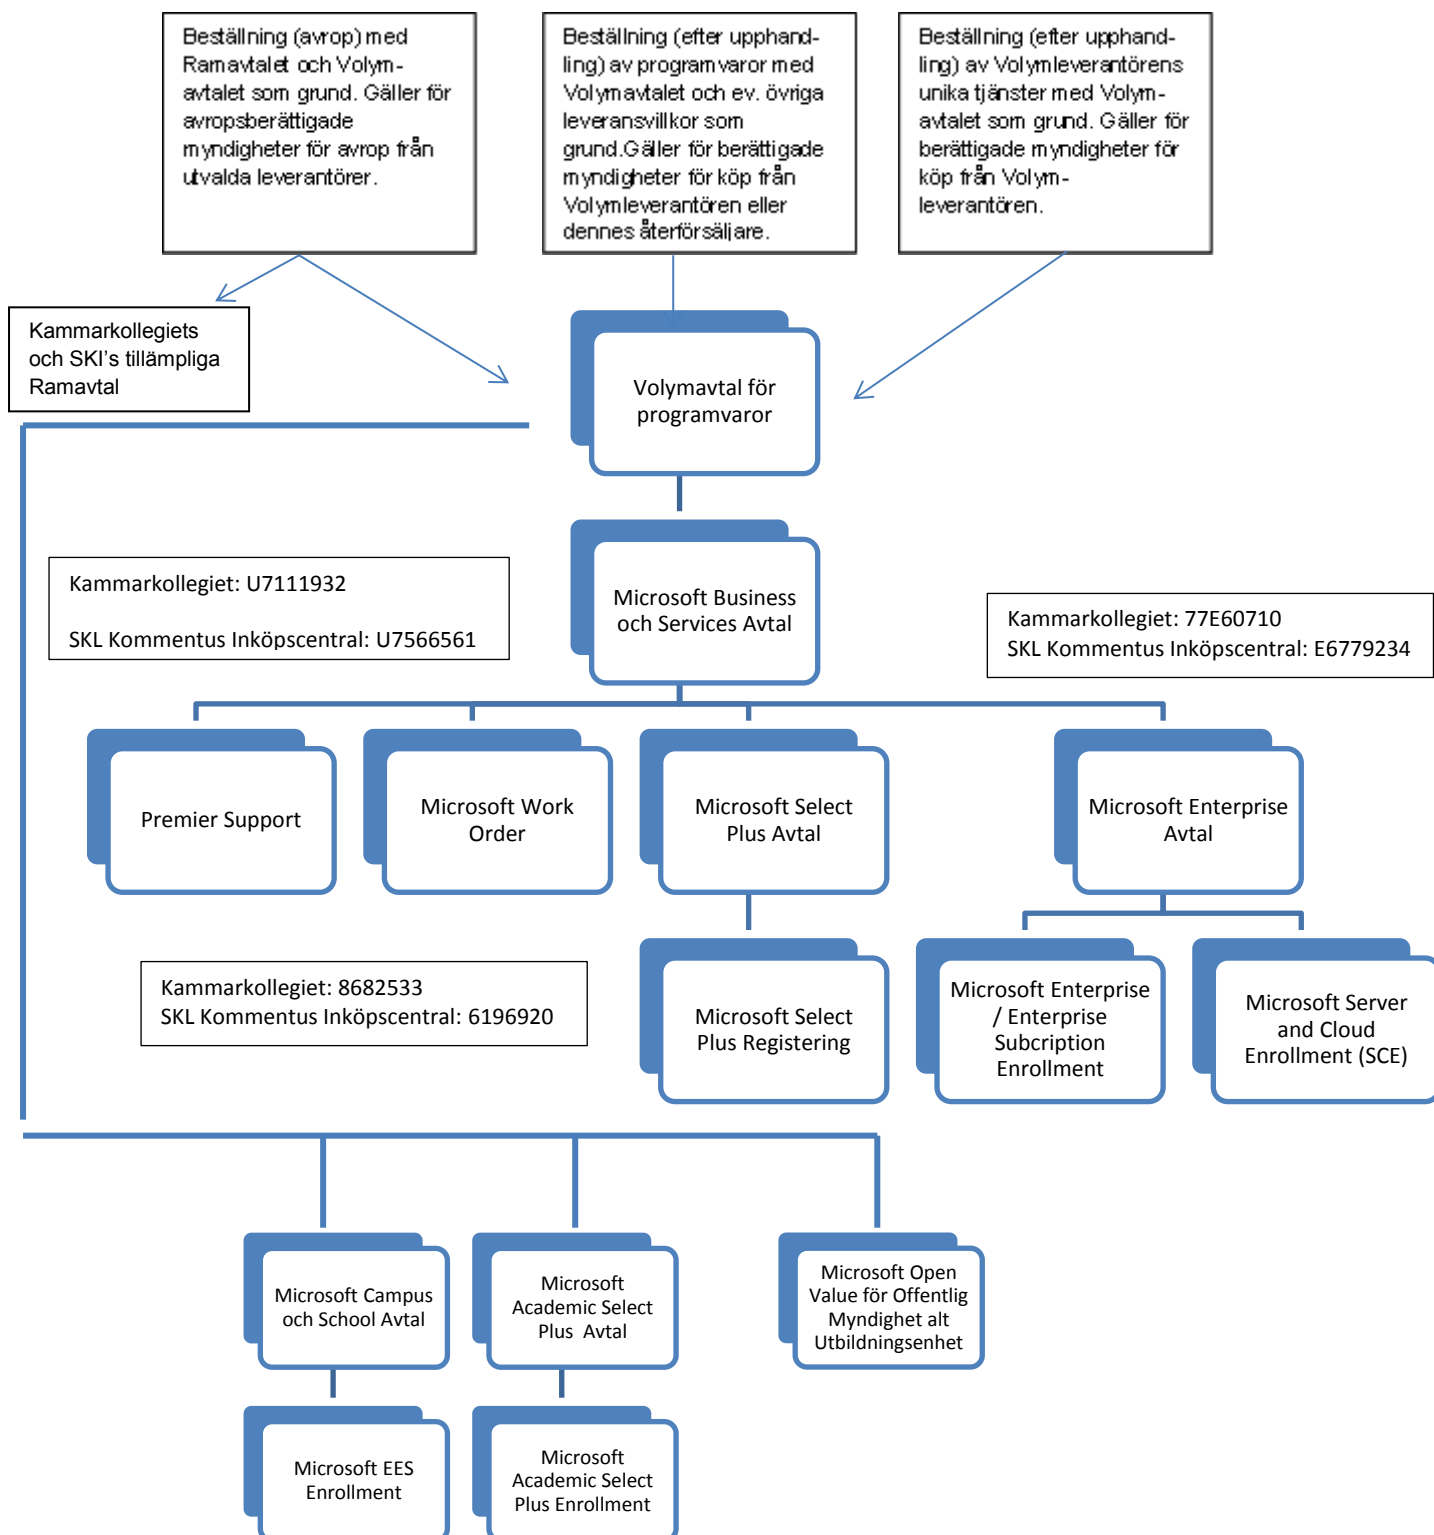 Beställning (avrop) med
Ramavtalet och Volym-
avtalet som grund. Gäller för
avropsberättigade
myndigheter för avrop från
utvalda leverantörer.
Beställning (efter upphand-
ling) av programvaror med
Volymavtalet och ev. övriga
leveransvillkor som
grund.Gäller för berättigade
myndigheter för köp från
Volymleverantören eller
dennes återförsäljare.
Beställning (efter upphand-
ling) av Volymleverantörens
unika tjänster med Volym-
avtalet som grund. Gäller för
berättigade myndigheter för
köp från Volym-
leverantören.
Kammarkollegiets
och SKI's tillämpliga
Ramavtal
Volymavtal för
programvaror
Microsoft Business
och Services Avtal
Kammarkollegiet: U7111932
SKL Kommentus Inköpscentral: U7566561
Kammarkollegiet: 77E60710
SKL Kommentus Inköpscentral: E6779234
Premier Support
Microsoft Work
Order
Microsoft Select
Plus Avtal
Microsoft Enterprise
Avtal
Kammarkollegiet: 8682533
SKL Kommentus Inköpscentral: 6196920
Microsoft Select
Plus Registering
Microsoft Enterprise
/ Enterprise
Subcription
Enrollment
Microsoft Server
and Cloud
Enrollment (SCE)
Microsoft Campus
och School Avtal
Microsoft
Academic Select
Plus Avtal
Microsoft Open
Value för Offentlig
Myndighet alt
Utbildningsenhet
Microsoft EES
Enrollment
Microsoft
Academic Select
Plus Enrollment